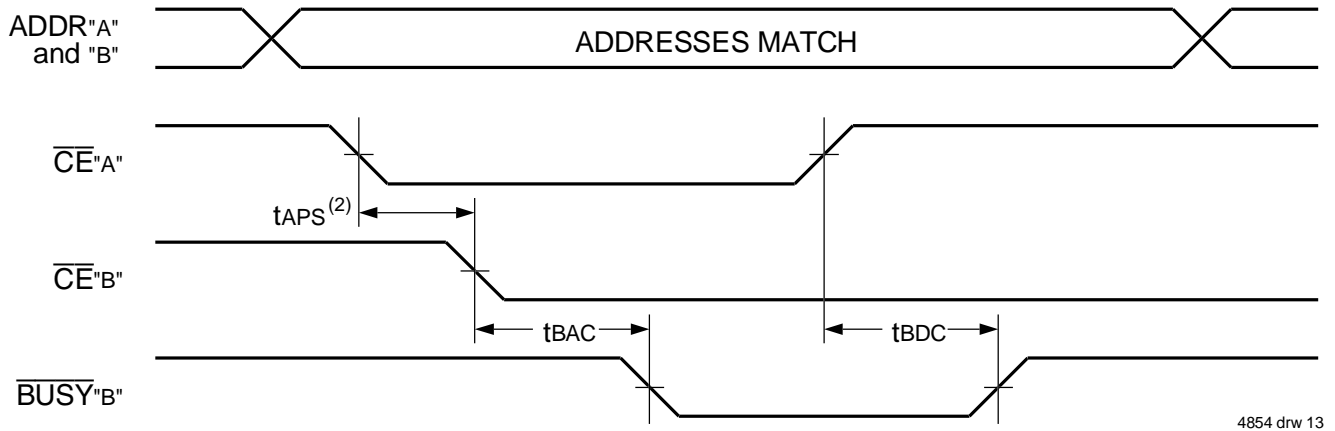 ADDR"A"
and "B"
ADDRESSES MATCH
CE"A"
tAPS(2)
CE"B"
tBAC
tBDC
BUSY"B"
4854 drw 13